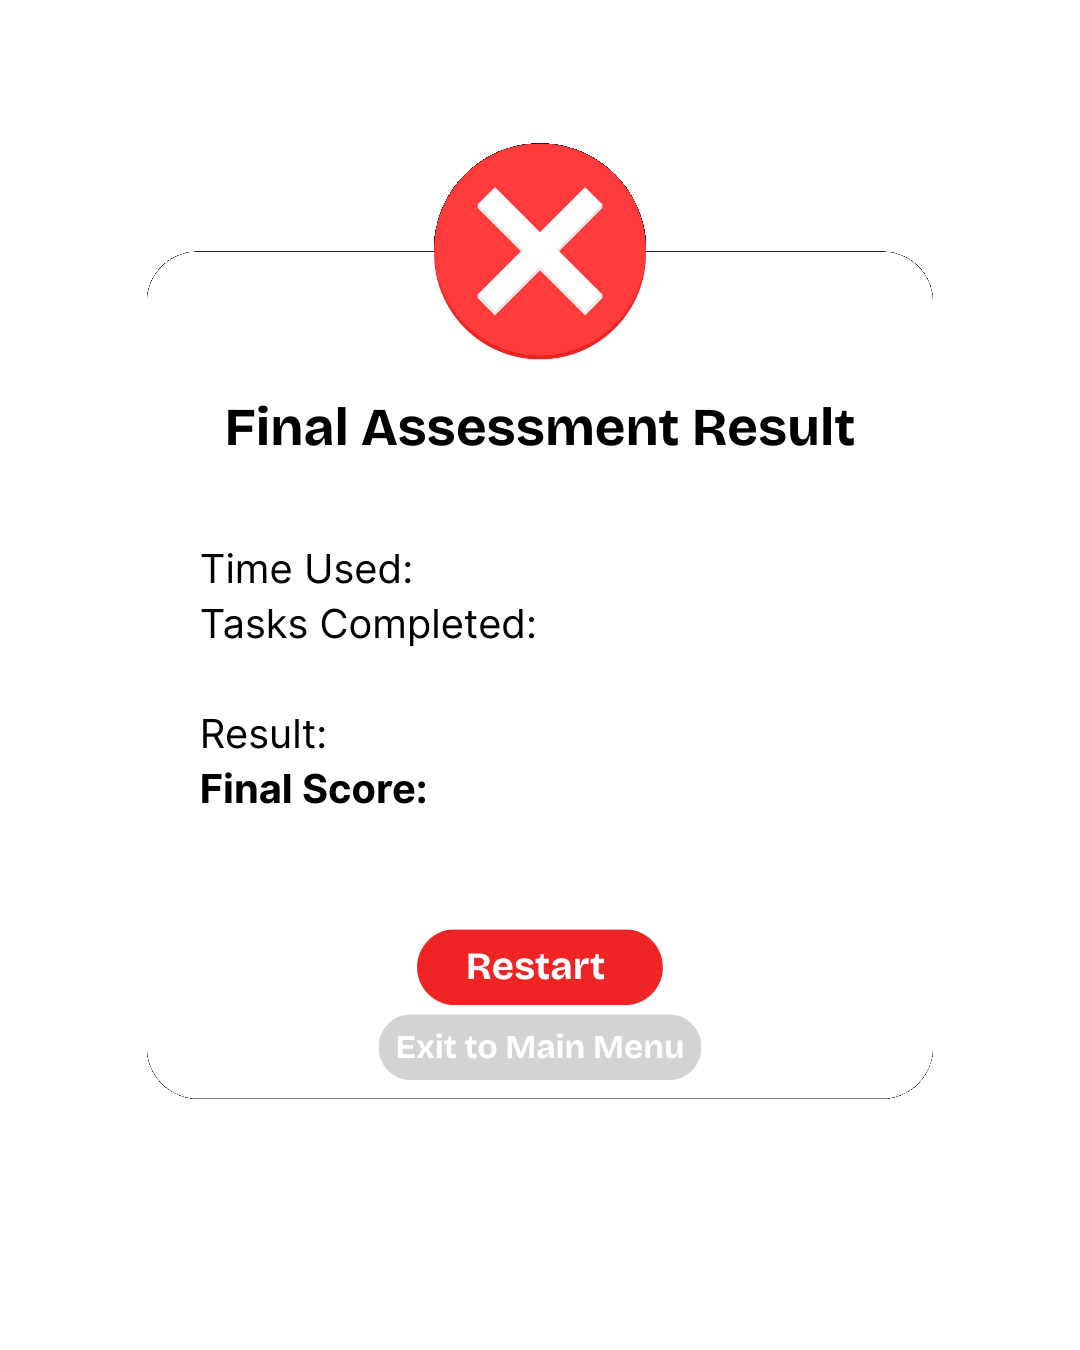 Final Assessment Result
Time Used:
Tasks Completed:
Result:
Final Score:
Restart
Exit to Main Menu